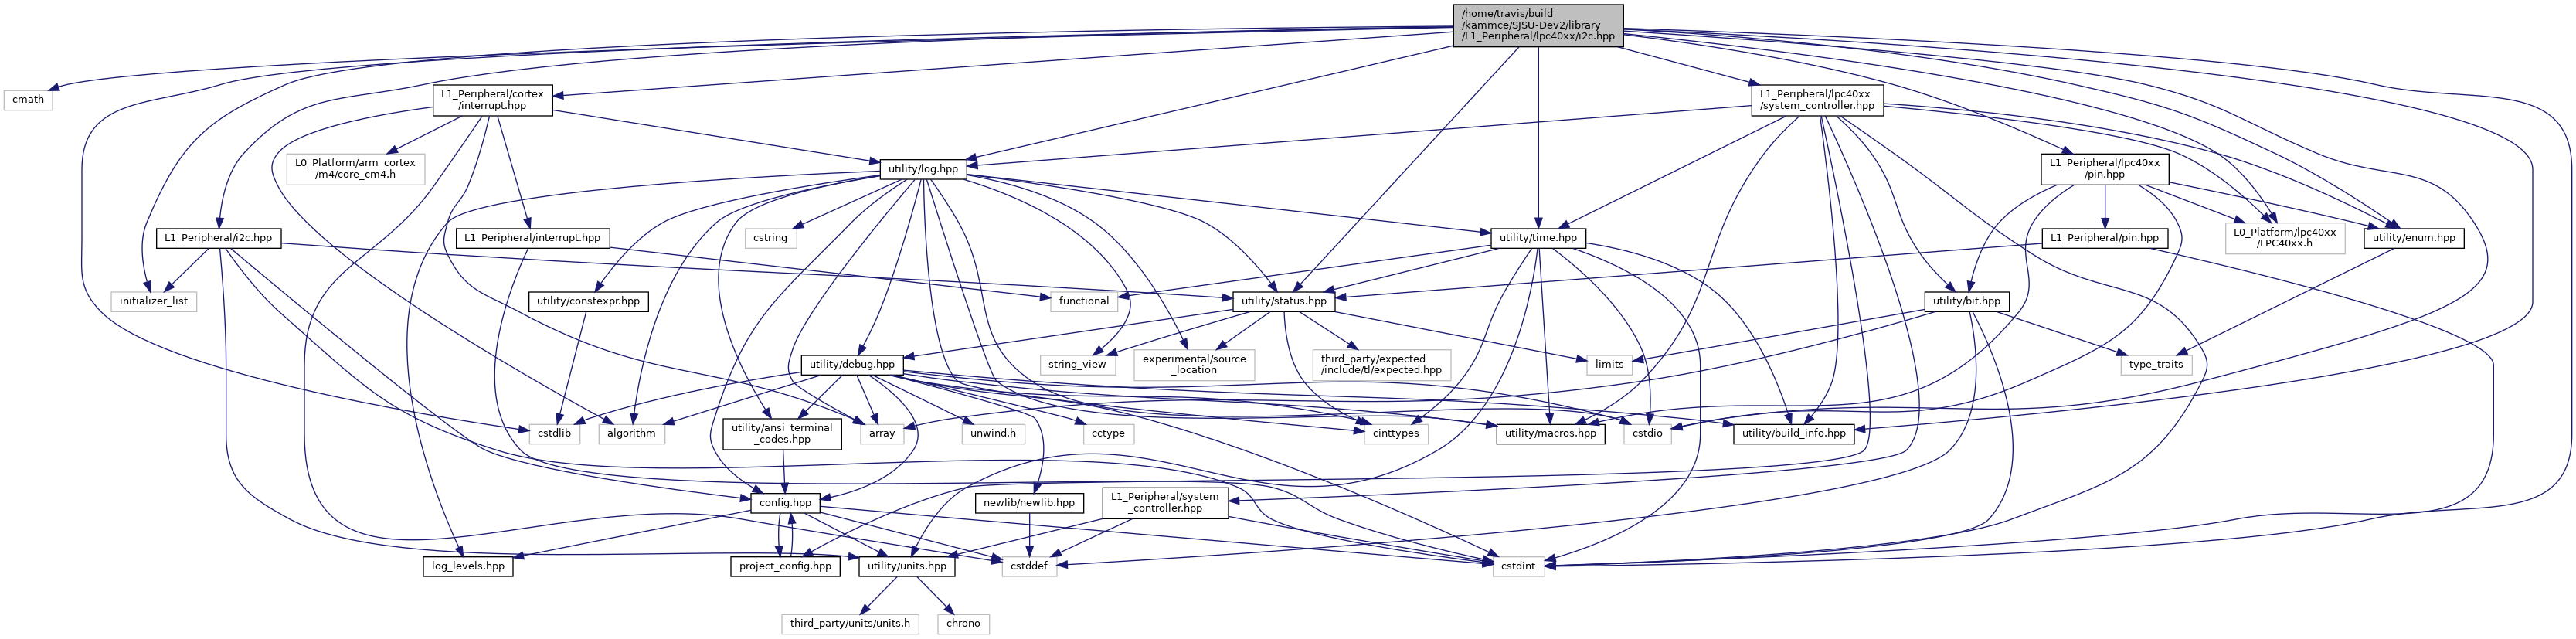 /home/travis/build
/kammce/SJSU-Dev2/library
/L1_Peripheral/lpc40xx/i2c.hpp
cmath
L1_Peripheral/cortex
/interrupt.hpp
L1_Peripheral/lpc40xx
/system_controller.hpp
L0_Platform/arm_cortex
/m4/core_cm4.h
utility/log.hpp
L1_Peripheral/lpc40xx
/pin.hpp
L1_Peripheral/i2c.hpp
L1_Peripheral/interrupt.hpp
cstring
utility/time.hpp
L1_Peripheral/pin.hpp
L0_Platform/lpc40xx
/LPC40xx.h
utility/enum.hpp
initializer_list
utility/constexpr.hpp
functional
utility/status.hpp
utility/bit.hpp
utility/debug.hpp
string_view
experimental/source
_location
third_party/expected
/include/tl/expected.hpp
limits
type_traits
cstdlib
algorithm
utility/ansi_terminal
_codes.hpp
array
unwind.h
cctype
cinttypes
utility/macros.hpp
cstdio
utility/build_info.hpp
config.hpp
newlib/newlib.hpp
L1_Peripheral/system
_controller.hpp
log_levels.hpp
project_config.hpp
utility/units.hpp
cstddef
cstdint
third_party/units/units.h
chrono